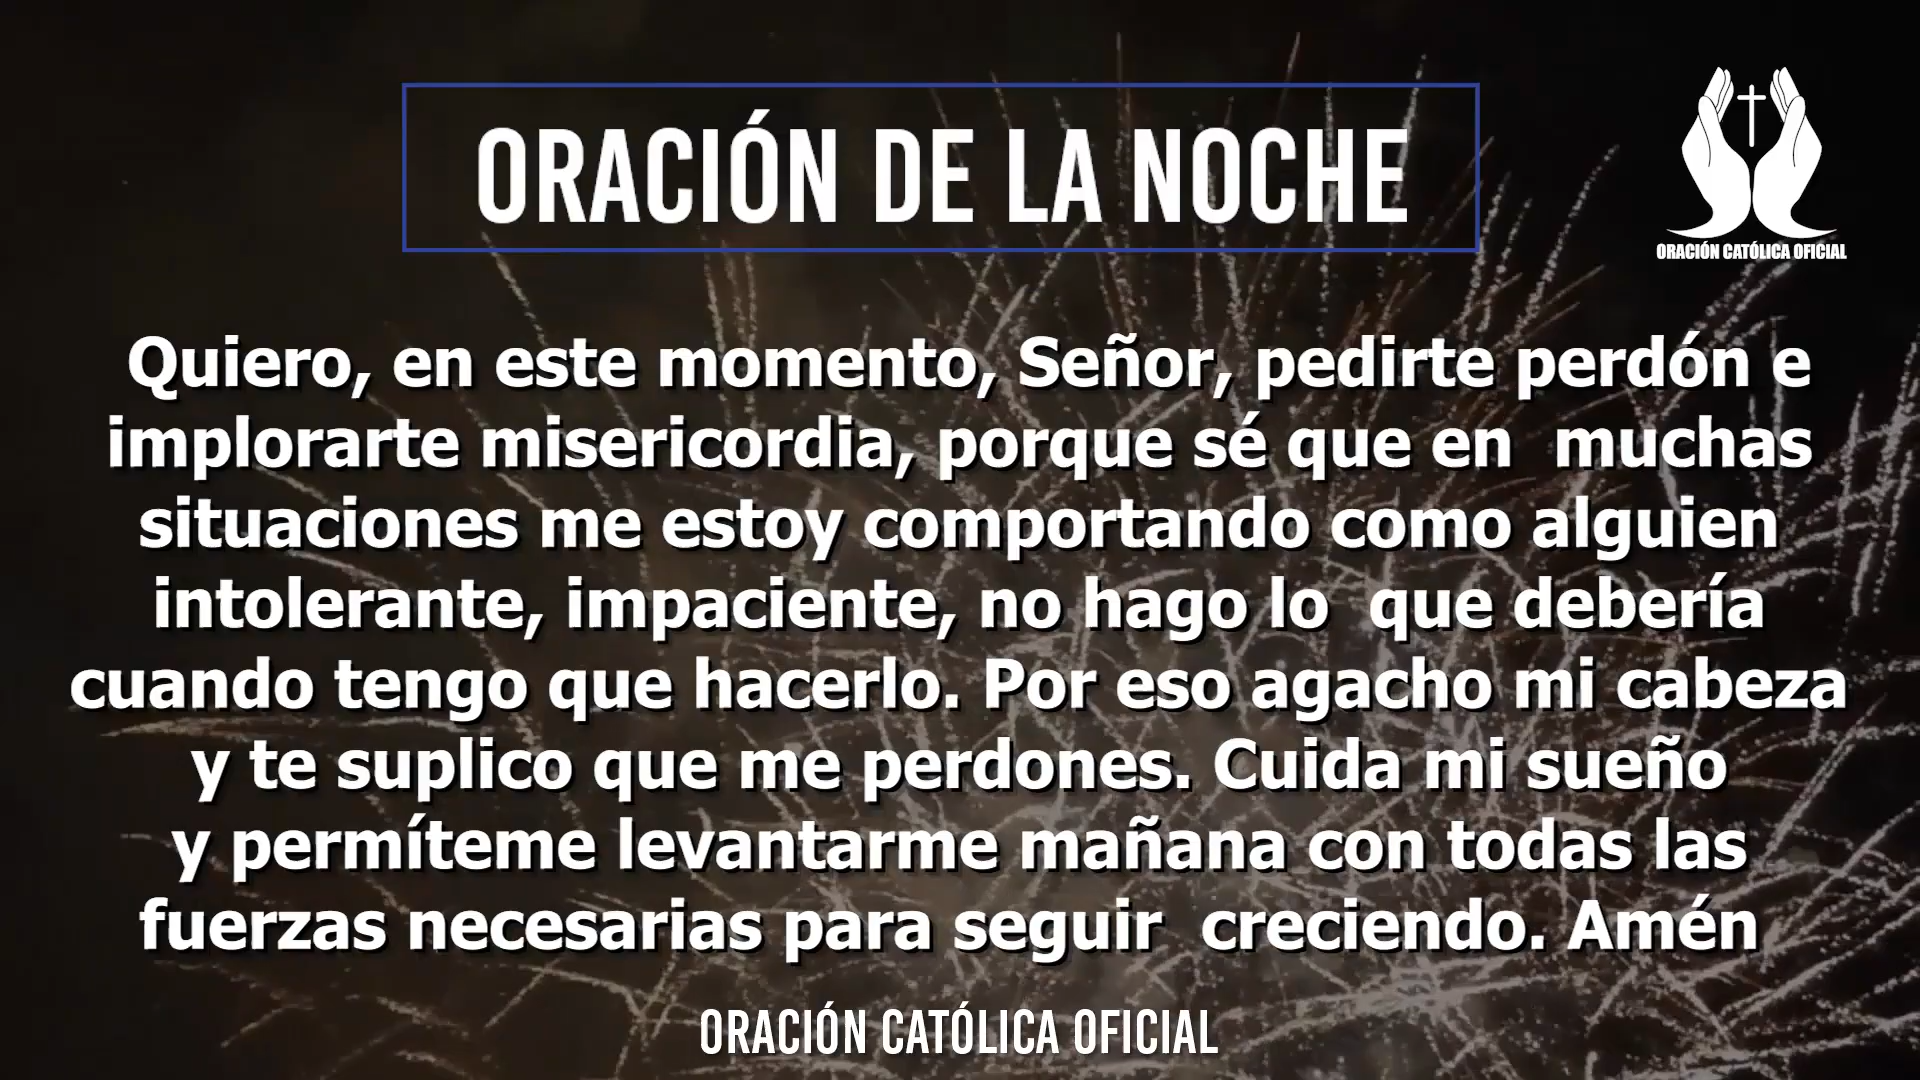 ORACIÓN DE LA NOCHE
ORACIÓN CATÓLICA OFICIAL
Quiero, en este momento, Señor, pedirte perdón e
implorarte misericordia, porque sé que en muchas
situaciones me estoy comportando como alguien
intolerante, impaciente, no hago lo que debería
cuando tengo que hacerlo. Por eso agacho mi cabeza
y te suplico que me perdones. Cuida mi sueño
y permíteme levantarme mañana con todas las
fuerzas necesarias para seguir creciendo. Amén
ORACIÓN CATÓLICA OFICIAL